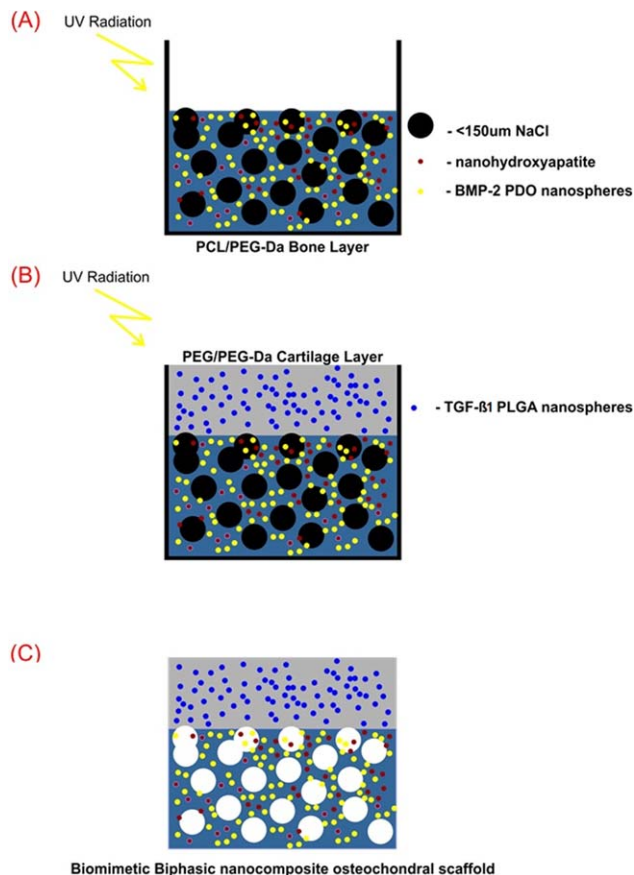 (A)
UV Radiation
- <150um NaCl
- nanohydroxyapatite
- BMP-2 PDO nanospheres
PCL/PEG-Da Bone Layer
(B)
UV Radiation
PEG/PEG-Da Cartilage Layer
- TGF-ß1 PLGA nanospheres
(C)
Biomimetic Biphasic nanocomposite osteochondral scaffold